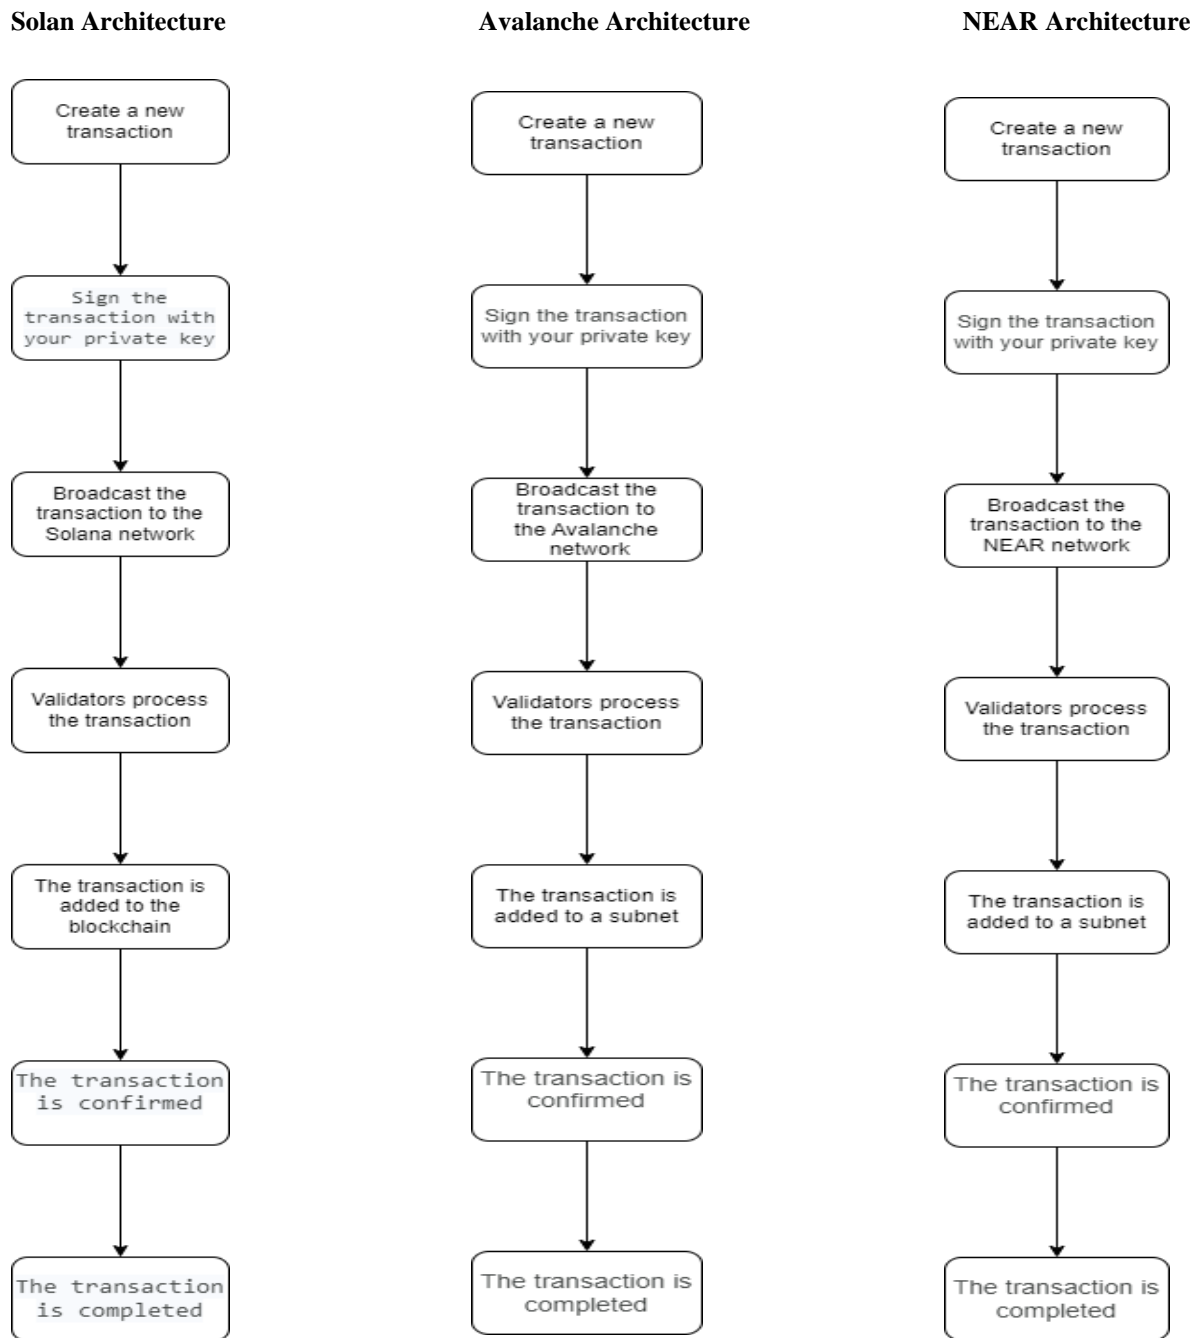 Solan Architecture
Avalanche Architecture
NEAR Architecture
Create a new
transaction
Sign the
transaction with
your private key
Broadcast the
transaction to the
Solana network
Validators process
the transaction
The transaction is
added to the
blockchain
The transaction
is confirmed
The transaction
is completed
Create a new
transaction
Sign the transaction
with your private key
Broadcast the
transaction to
the Avalanche
network
Validators process
the transaction
The transaction is
added to a subnet
The transaction is
confirmed
The transaction is
completed
Create a new
transaction
Sign the transaction
with your private key
Broadcast the
transaction to the
NEAR network
Validators process
the transaction
The transaction is
added to a subnet
The transaction is
confirmed
The transaction is
completed